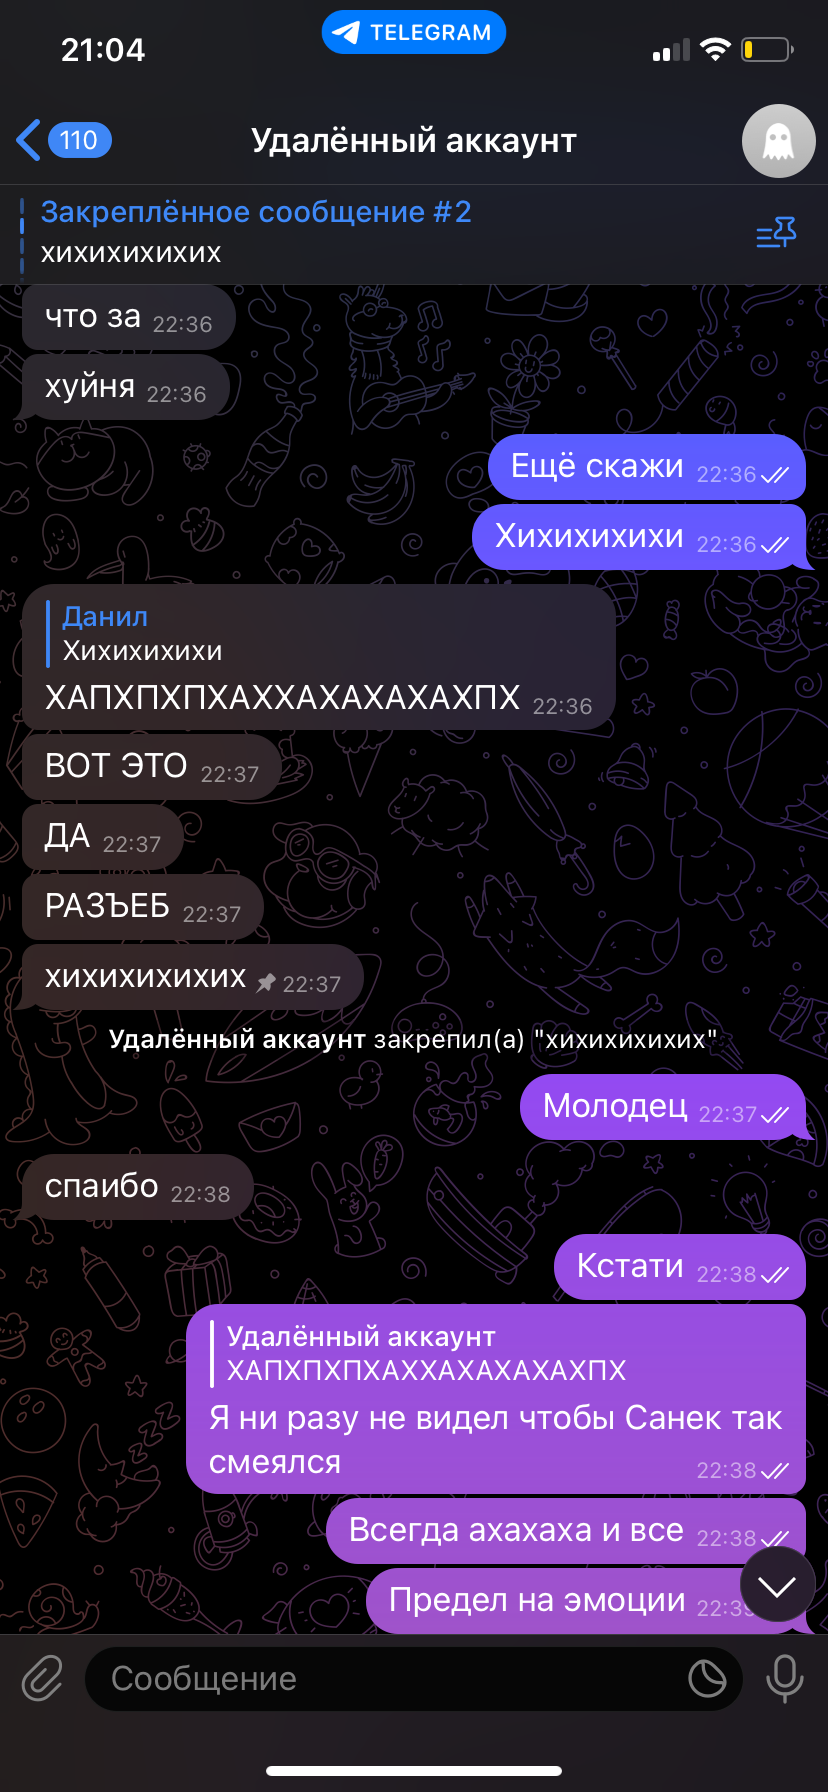 21:04
TELEGRAM
110
Удалённый аккаунт
Закреплённое сообщение #2
хихихихихих
что за 22:36
хуйня 22:36
Ещё скажи 22:36
Хихихихихи 22:36
Данил
Хихихихихи
ХАПХПХПХАХХАХАХАХАХПХ 22:36
ВОТ ЭТО 22:37
ДА 22:37
РАЗЪЕБ 22:37
хихихихихих 22:37
Удалённый аккаунт закрепил(а) "хихихихихих"
Молодец 22:37
спаибо 22:38
Кстати 22:38
Удалённый аккаунт
ХАПХПХПХАХХАХАХАХАХПХ
Я ни разу не видел чтобы Санек так
смеялся 22:38
Всегда ахахаха и все 22:38
Предел на эмоции
Сообщение